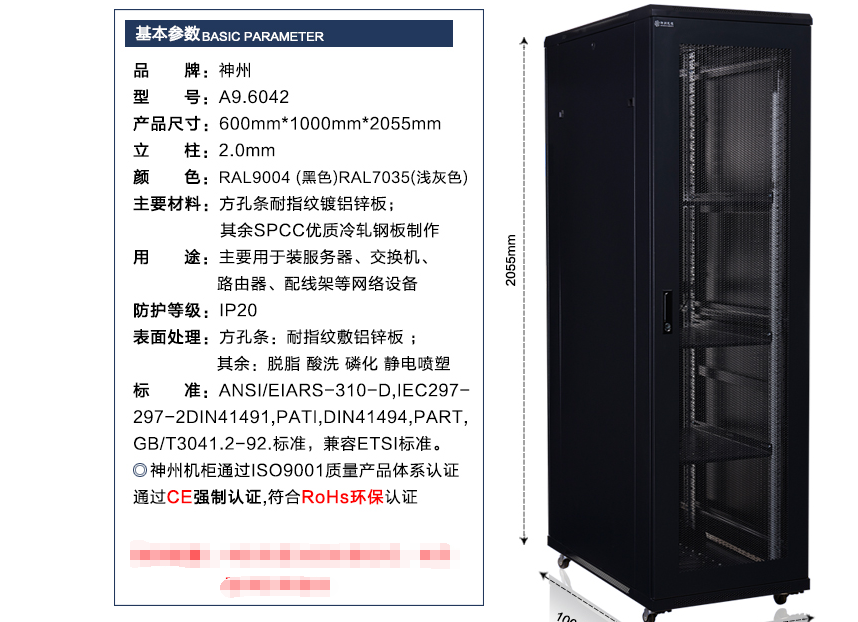 基本参数BASIC PARAMETER
品 牌：神州
型 号：A9.6042
产品尺寸：600mm*1000mm*2055mm
立 柱：2.0mm
颜 色：RAL9004 (黑色)RAL7035(浅灰色)
主要材料：方孔条耐指纹镀铝锌板；
其余SPCC优质冷轧钢板制作
用 途：主要用于装服务器、交换机、
路由器、配线架等网络设备
防护等级：IP20
表面处理：方孔条：耐指纹敷铝锌板；
其余：脱脂 酸洗 磷化 静电喷塑
标 准：ANSI/EIARS-310-D,IEC297-
297-2DIN41491,PATI,DIN41494,PART,
GB/T3041.2-92.标准，兼容ETSI标准。
◎神州机柜通过ISO9001质量产品体系认证
通过CE强制认证,符合RoHs环保认证
2055mm